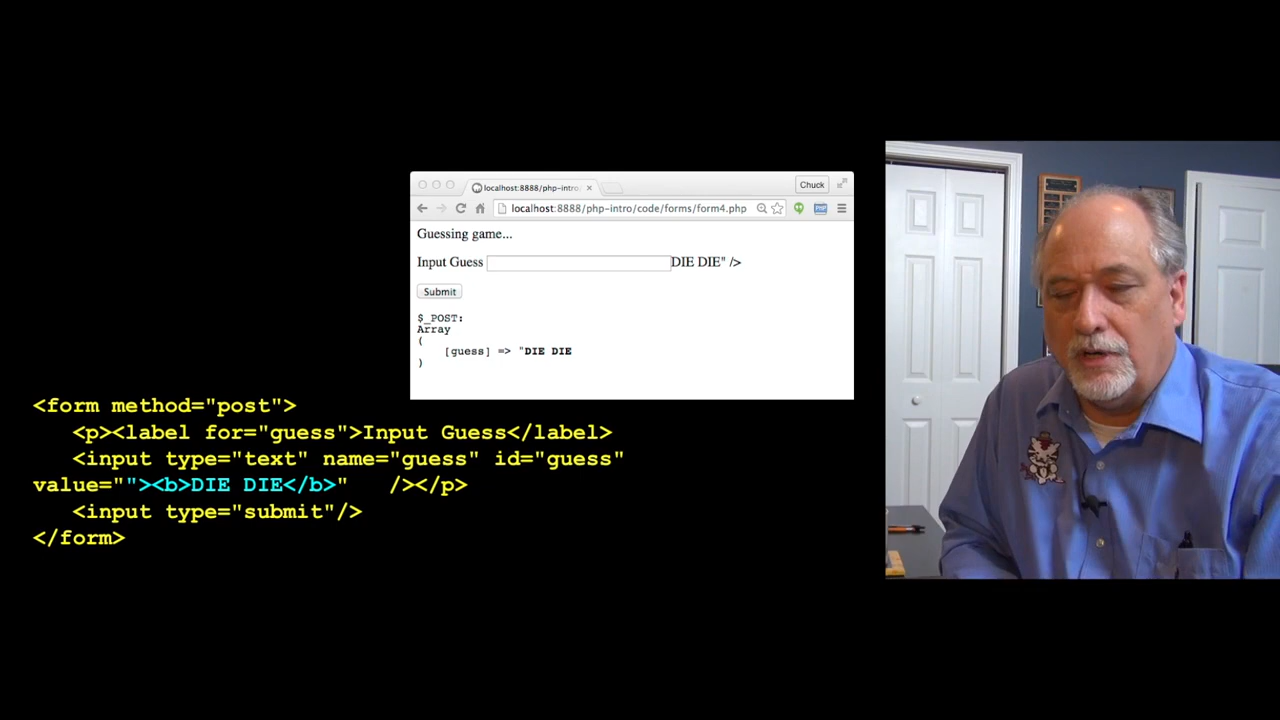 localhost:8888/php-intro.
Chuck
localhost:8888/php-intro/code/forms/form4.php
Guessing game...
Input Guess DIE DIE" />
Submit
$_POST:
Array
(
[guess] => "DIE DIE
)
<form method="post">
<p><label for="guess">Input Guess</label>
<input type="text" name="guess" id="guess"
value=""><b>DIE DIE</b>" /></p>
<input type="submit"/>
</form>